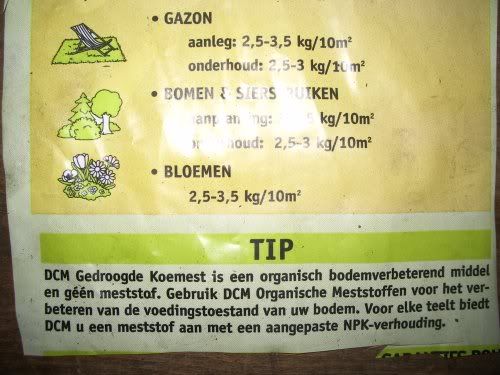 • GAZON
aanleg: 2,5-3,5 kg/10m²
onderhoud: 2,5-3 kg/10m²
• BOMEN & SIERS RUIKEN
kg/10m²
2,5-3 kg/10m²
• BLOEMEN
2,5-3,5 kg/10m²
TIP
DCM Gedroogde Koemest is een organisch bodemverbeterend middel
en géén meststof. Gebruik DCM Organische Meststoffen voor het ver-
beteren van de voedingstoestand van uw bodem. Voor elke teelt biedt
DCM u een meststof aan met een aangepaste NPK-verhouding.